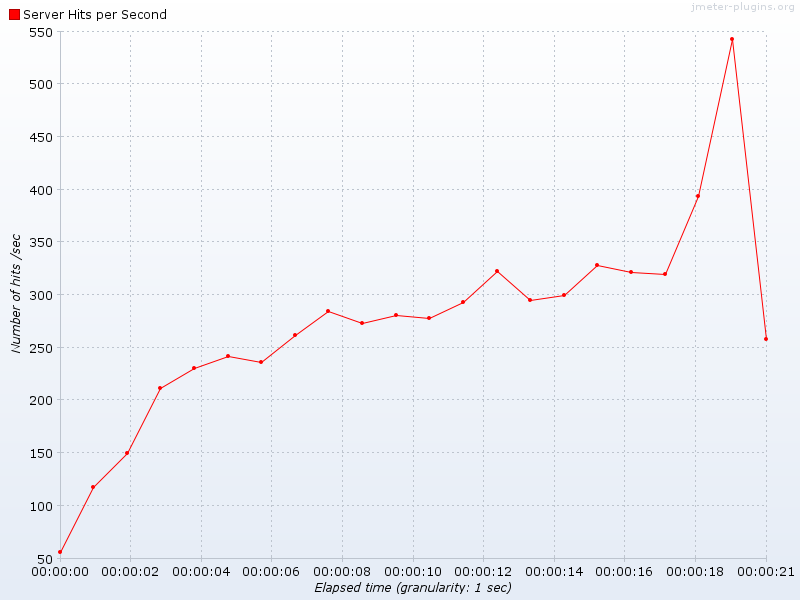 jmeter-plugins.org
Server Hits per Second
550
500
450
400
350
300
250
200
150
100
50
Number of hits /sec
00:00:00 00:00:02 00:00:04 00:00:06 00:00:08 00:00:10 00:00:12 00:00:14 00:00:16 00:00:18 00:00:21
Elapsed time (granularity: 1 sec)